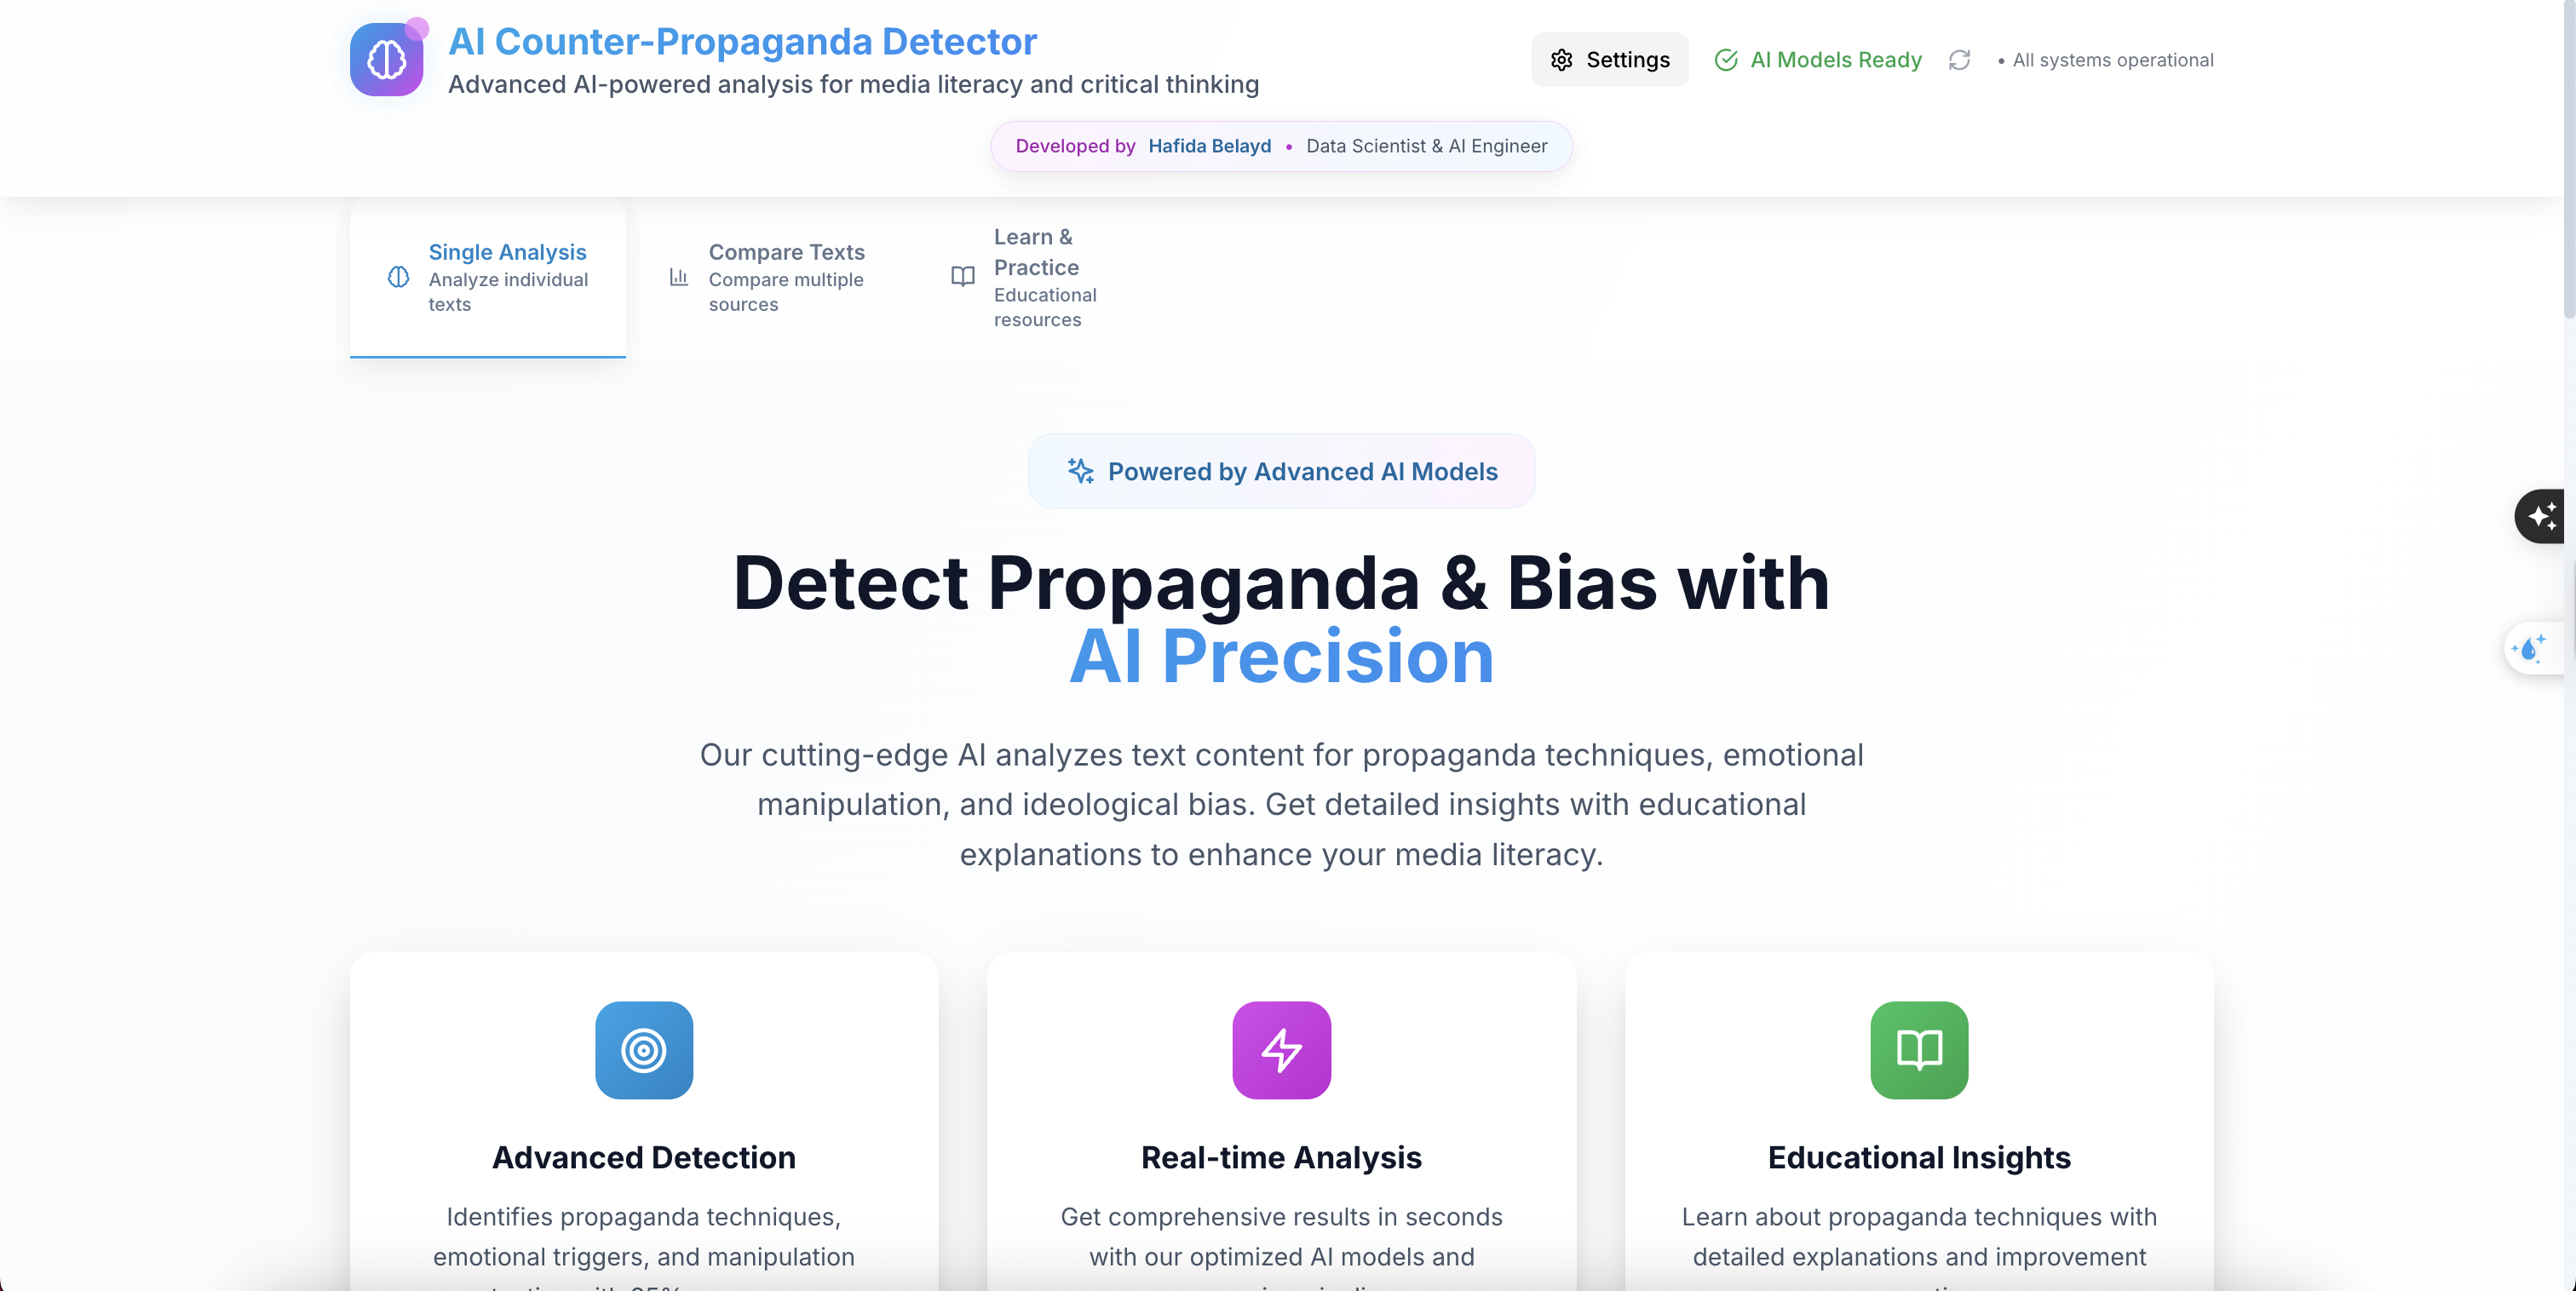 AI Counter-Propaganda Detector
Advanced AI-powered analysis for media literacy and critical thinking
Settings
AI Models Ready
• All systems operational
Developed by Hafida Belayd • Data Scientist & AI Engineer
Single Analysis
Analyze individual
texts
Compare Texts
Compare multiple
sources
Learn &
Practice
Educational
resources
Powered by Advanced AI Models
Detect Propaganda & Bias with
AI Precision
Our cutting-edge AI analyzes text content for propaganda techniques, emotional
manipulation, and ideological bias. Get detailed insights with educational
explanations to enhance your media literacy.
Advanced Detection
Identifies propaganda techniques,
emotional triggers, and manipulation
Real-time Analysis
Get comprehensive results in seconds
with our optimized AI models and
Educational Insights
Learn about propaganda techniques with
detailed explanations and improvement